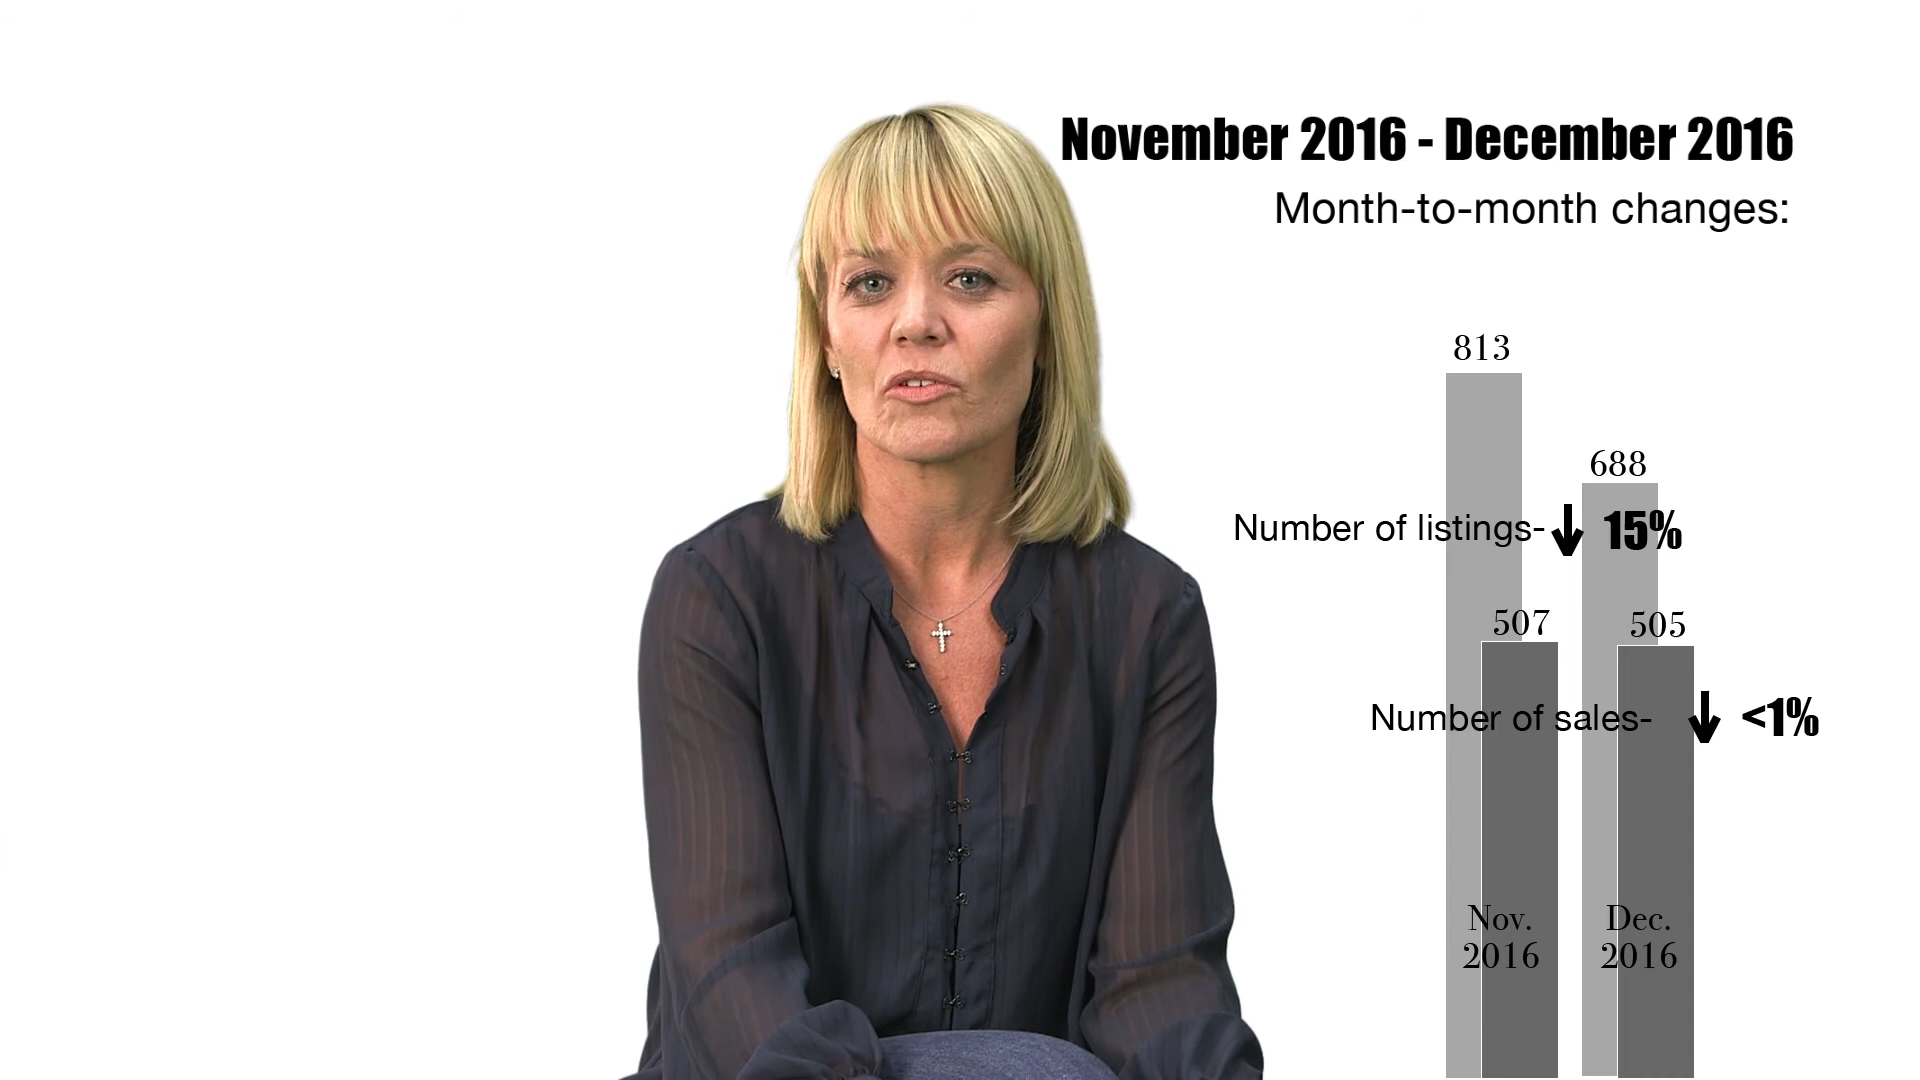 November 2016 - December 2016
Month-to-month changes:
813
688
Number of listings- 15%
507
505
Number of sales- <1%
Nov.
2016
Dec.
2016